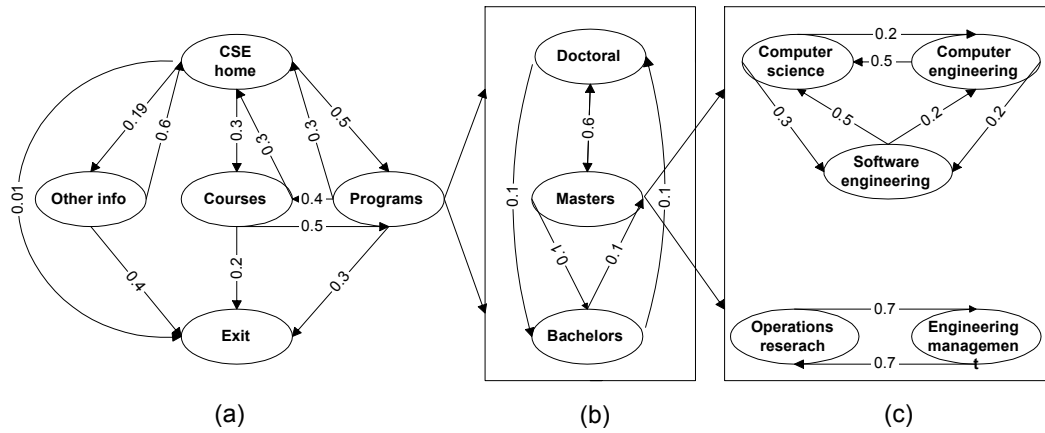 CSE
home
0.01
0.19
0.6
0.3
0.3
0.3
0.5
Other info
Courses
0.4
Programs
0.5
0.4
0.2
0.3
Exit
(a)
Doctoral
0.1
0.6
0.1
Masters
0.1
0.1
Bachelors
(b)
0.2
Computer
science
0.5
Computer
engineering
0.3
0.5
0.2
0.2
Software
engineering
Operations
reserach
0.7
Engineering
managemen
t
0.7
(c)